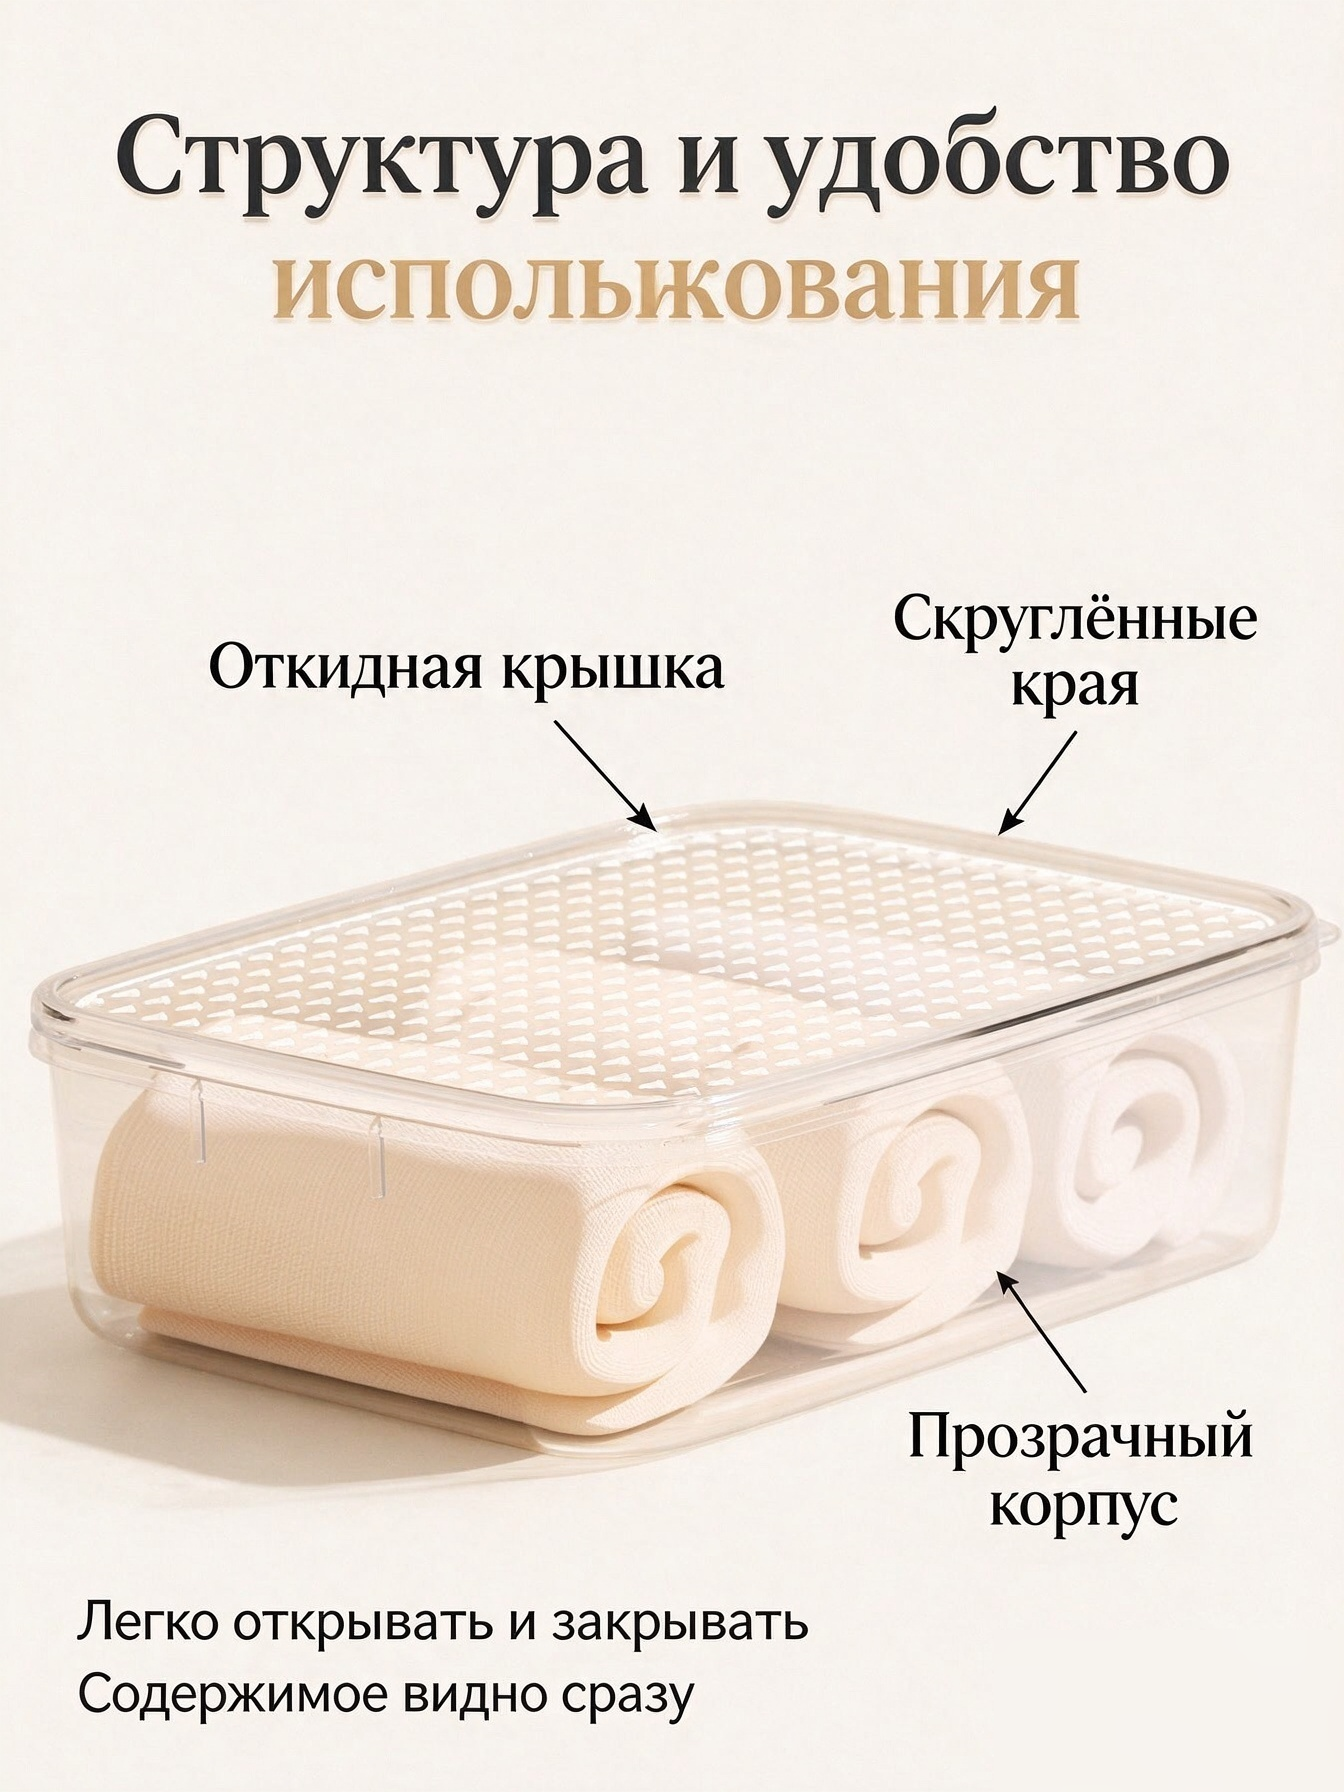 Структура и удобство
испольжования
Откидная крышка
Скруглённые
края
Прозрачный
корпус
Легко открывать и закрывать
Содержимое видно сразу